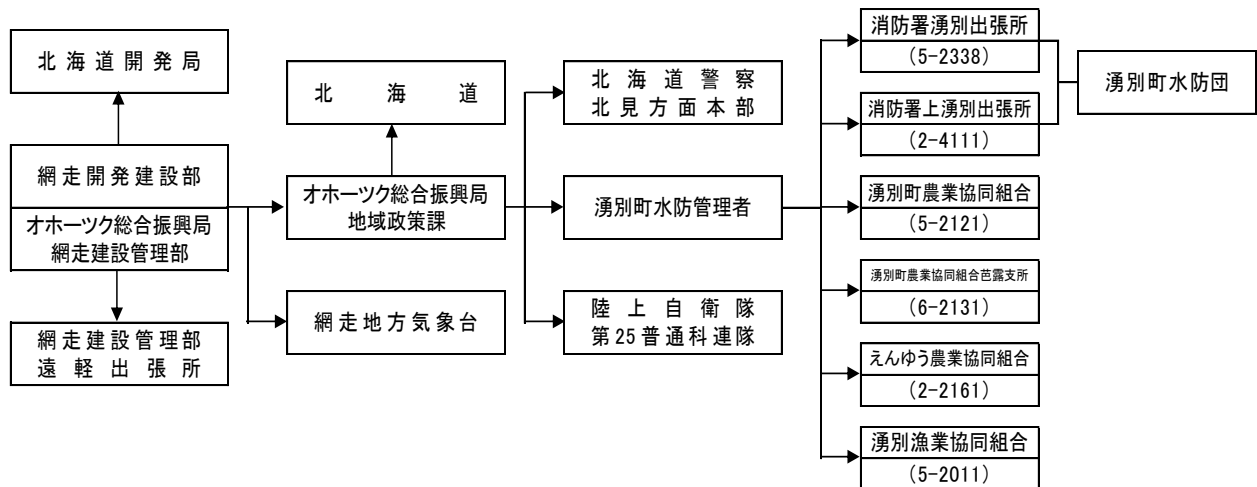 北海道開発局
網走開発建設部
オホーツク総合振興局
網走建設管理部
網走建設管理部
遠軽出張所
北海道
オホーツク総合振興局
地域政策課
網走地方気象台
北海道警察
北見方面本部
湧別町水防管理者
陸上自衛隊
第25普通科連隊
消防署湧別出張所
(5-2338)
消防署上湧別出張所
(2-4111)
湧別町農業協同組合
(5-2121)
湧別町農業協同組合芭露支所
(6-2131)
えんゆう農業協同組合
(2-2161)
湧別漁業協同組合
(5-2011)
湧別町水防団